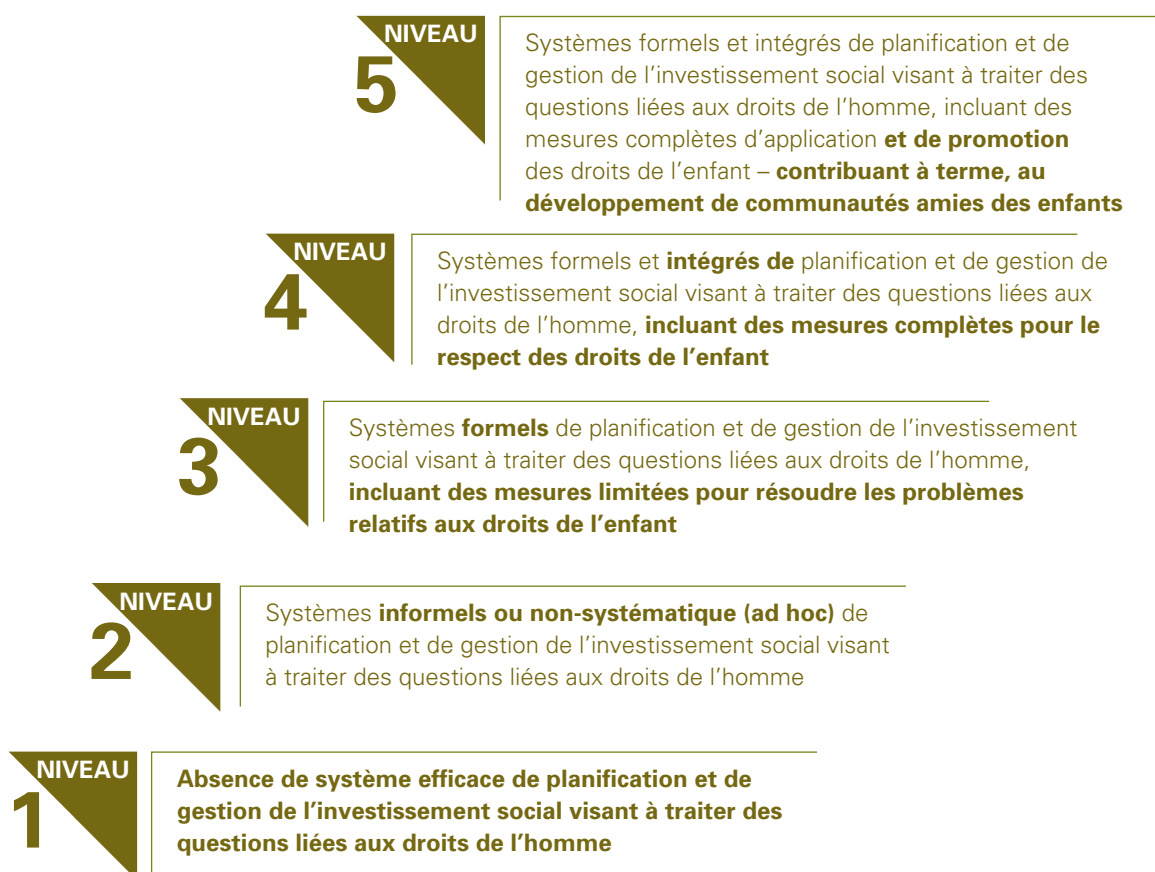 NIVEAU
5
Systèmes formels et intégrés de planification et de
gestion de l’investissement social visant à traiter des
questions liées aux droits de l’homme, incluant des
mesures complètes d’application et de promotion
des droits de l’enfant – contribuant à terme, au
développement de communautés amies des enfants
NIVEAU
4
Systèmes formels et intégrés de planification et de gestion de
l’investissement social visant à traiter des questions liées aux
droits de l’homme, incluant des mesures complètes pour le
respect des droits de l’enfant
NIVEAU
3
Systèmes formels de planification et de gestion de l’investissement
social visant à traiter des questions liées aux droits de l’homme,
incluant des mesures limitées pour résoudre les problèmes
relatifs aux droits de l’enfant
NIVEAU
2
Systèmes informels ou non-systématique (ad hoc) de
planification et de gestion de l’investissement social visant
à traiter des questions liées aux droits de l’homme
NIVEAU
1
Absence de système efficace de planification et de
gestion de l’investissement social visant à traiter des
questions liées aux droits de l’homme